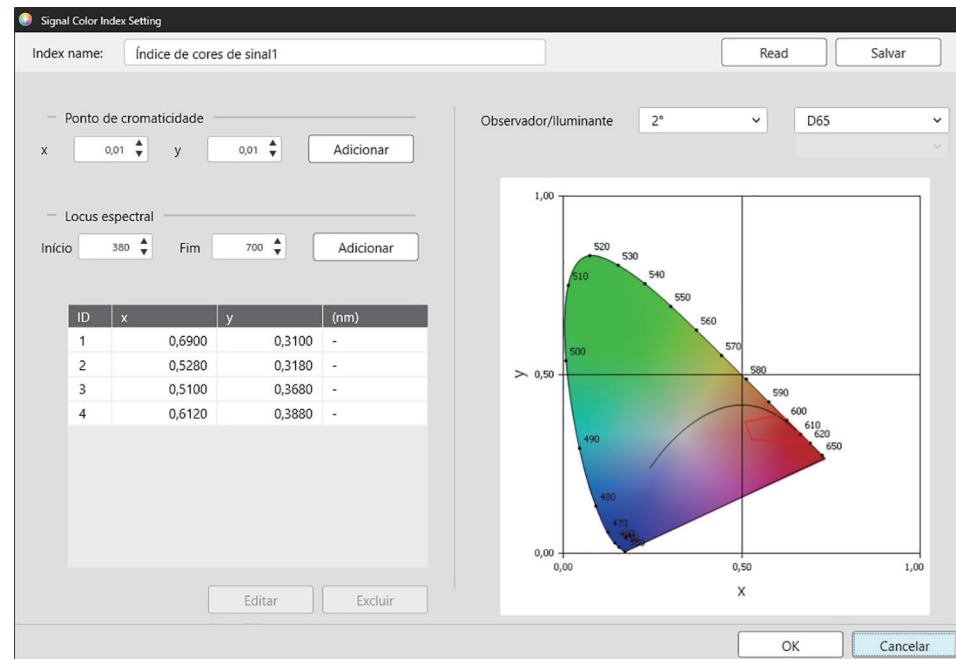 Signal Color Index Setting
Index name: Índice de cores de sinal1 Read Salvar
Ponto de cromaticidade
x 0,01 y 0,01 Adicionar
Observador/Iluminante 2° D65
Locus espectral
Início 380 Fim 700 Adicionar
ID x y (nm)
1 0,6900 0,3100 -
2 0,5280 0,3180 -
3 0,5100 0,3680 -
4 0,6120 0,3880 -
Editar Excluir
1,00
520
530
510
540
550
560
570
500
580
y 0,50
590
600
610
620
490
650
480
470
0,00
0,00 0,50 1,00
x
OK Cancelar